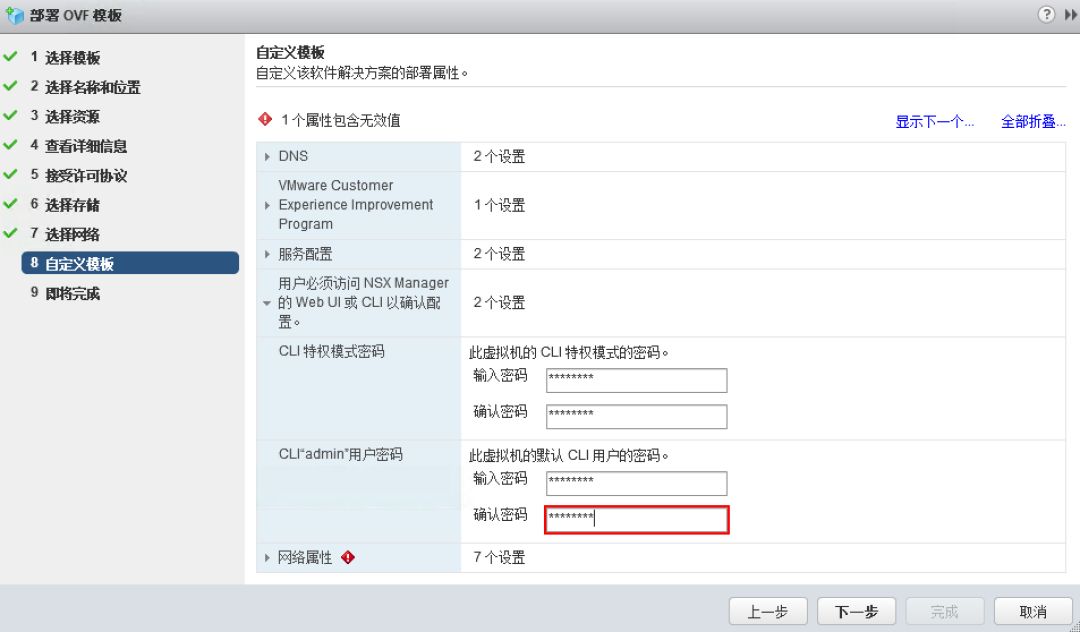 部署 OVF 模板
?
1 选择模板
2 选择名称和位置
3 选择资源
4 查看详细信息
5 接受许可协议
6 选择存储
7 选择网络
8 自定义模板
9 即将完成
自定义模板
自定义该软件解决方案的部署属性。
1 个属性包含无效值
显示下一个...
全部折叠...
DNS
2 个设置
VMware Customer
Experience Improvement
Program
1 个设置
服务配置
2 个设置
用户必须访问 NSX Manager
的 Web UI 或 CLI 以确认配
置。
2 个设置
CLI 特权模式密码
此虚拟机的 CLI 特权模式的密码。
输入密码
********
确认密码
********
CLI“admin”用户密码
此虚拟机的默认 CLI 用户的密码。
输入密码
********
确认密码
********
网络属性
7 个设置
上一步
下一步
完成
取消